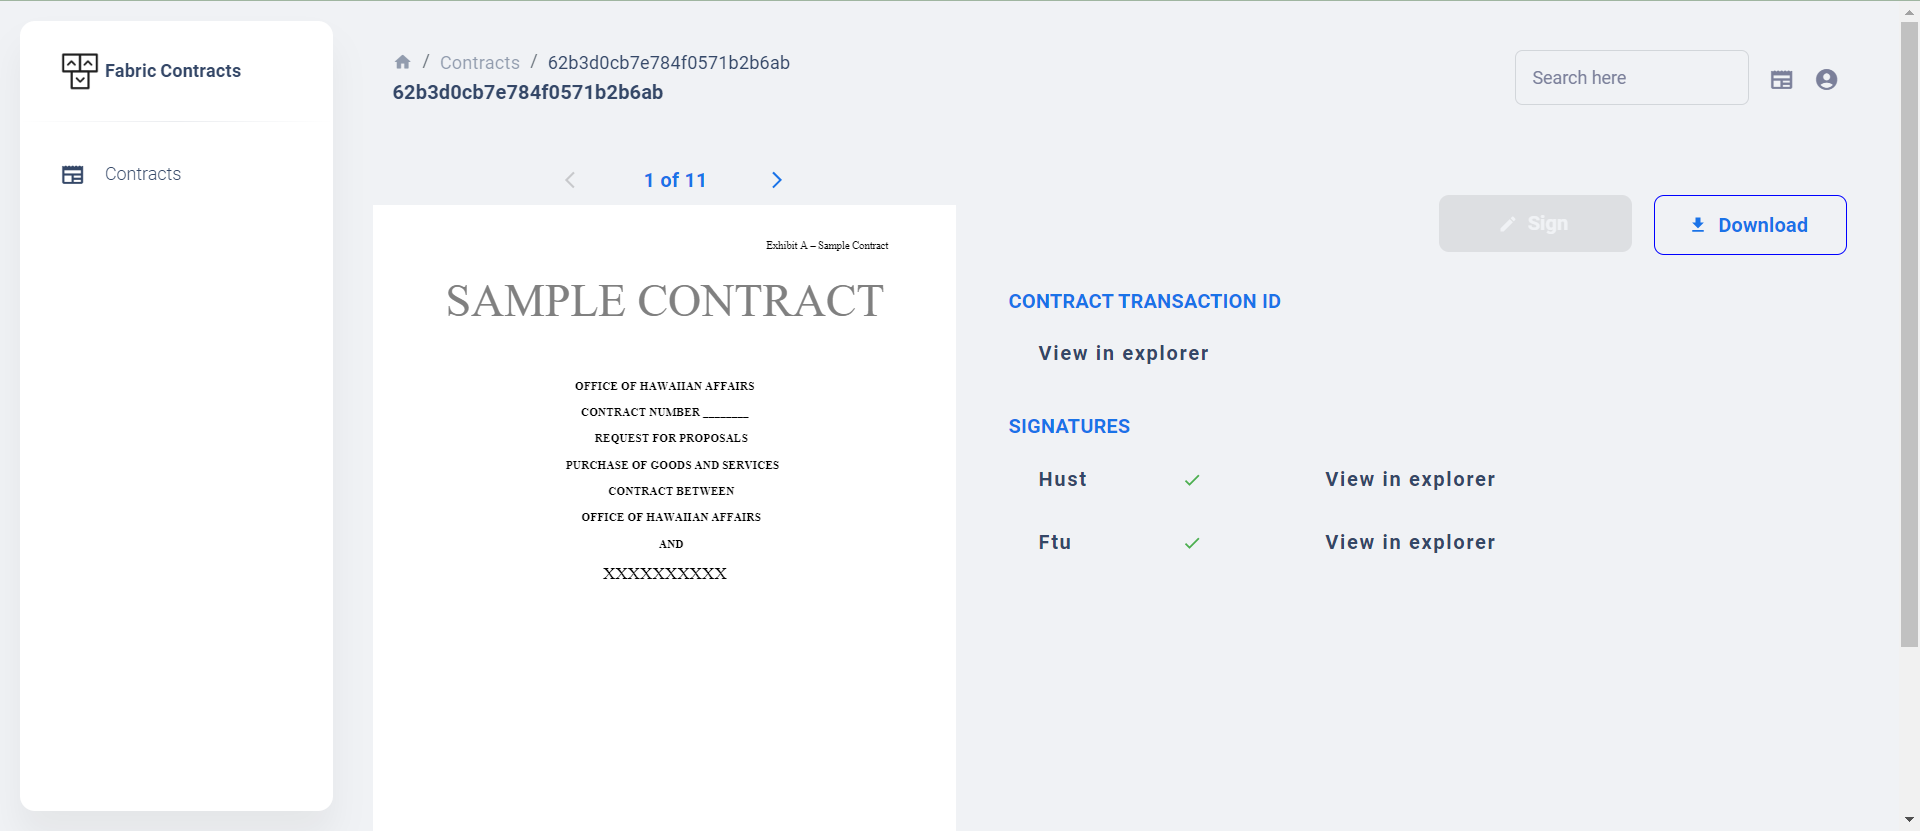 Fabric Contracts
Contracts
/ Contracts / 62b3d0cb7e784f0571b2b6ab
62b3d0cb7e784f0571b2b6ab
Search here
1 of 11
Sign
Download
Exhibit A – Sample Contract
SAMPLE CONTRACT
OFFICE OF HAWAIIAN AFFAIRS
CONTRACT NUMBER ________
REQUEST FOR PROPOSALS
PURCHASE OF GOODS AND SERVICES
CONTRACT BETWEEN
OFFICE OF HAWAIIAN AFFAIRS
AND
XXXXXXXXXX
CONTRACT TRANSACTION ID
View in explorer
SIGNATURES
Hust View in explorer
Ftu View in explorer